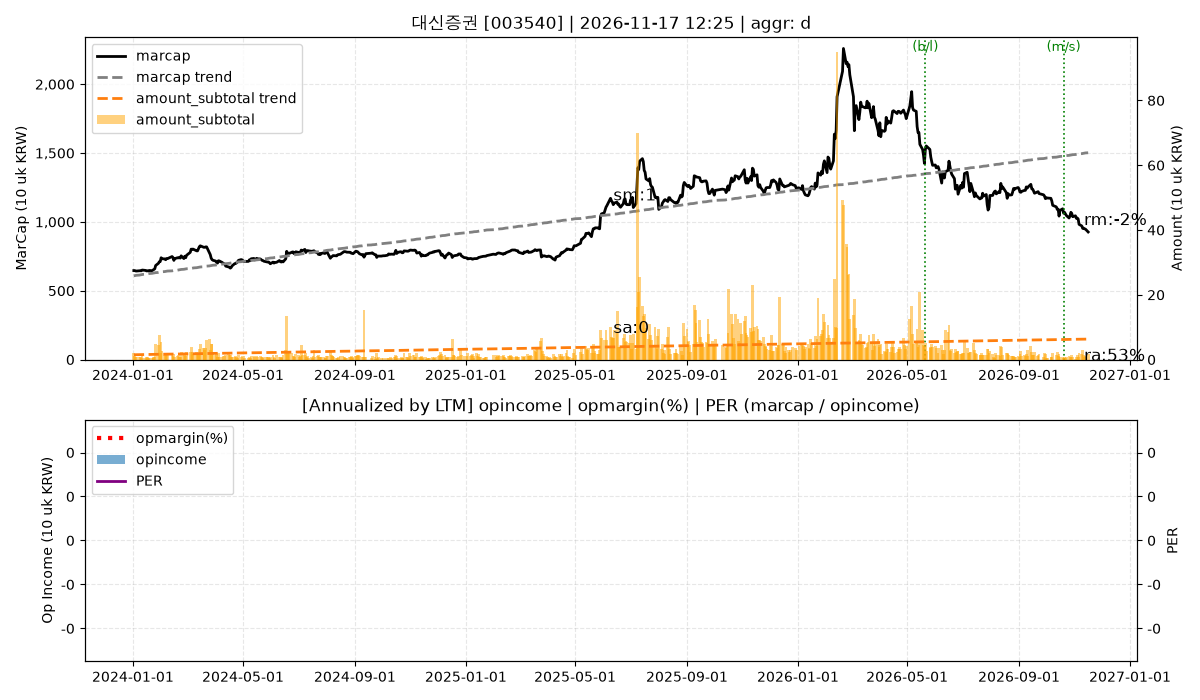 대신증권 [003540] | 2026-11-17 12:25 | aggr: d
marcap
marcap trend
amount_subtotal trend
amount_subtotal
(b/l)
(m/s)
2,000
1,500
1,000
500
0
80
60
40
20
0
MarCap (10 uk KRW)
Amount (10 uk KRW)
sm:1
rm:-2%
sa:0
ra:53%
2024-01-01
2024-05-01
2024-09-01
2025-01-01
2025-05-01
2025-09-01
2026-01-01
2026-05-01
2026-09-01
2027-01-01
[Annualized by LTM] opincome | opmargin(%) | PER (marcap / opincome)
opmargin(%)
opincome
PER
0
0
0
-0
-0
0
0
0
-0
-0
Op Income (10 uk KRW)
PER
2024-01-01
2024-05-01
2024-09-01
2025-01-01
2025-05-01
2025-09-01
2026-01-01
2026-05-01
2026-09-01
2027-01-01